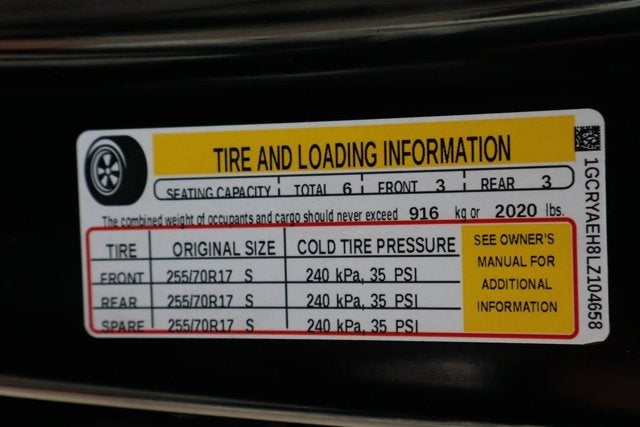 TIRE AND LOADING INFORMATION
SEATING CAPACITY TOTAL 6 FRONT 3 REAR 3
The combined weight of occupants and cargo should never exceed 916 kg or 2020 lbs.
TIRE ORIGINAL SIZE COLD TIRE PRESSURE
FRONT 255/70R17 S 240 kPa, 35 PSI
REAR 255/70R17 S 240 kPa, 35 PSI
SPARE 255/70R17 S 240 kPa, 35 PSI
SEE OWNER'S
MANUAL FOR
ADDITIONAL
INFORMATION
1GCRYAEH8LZ104658